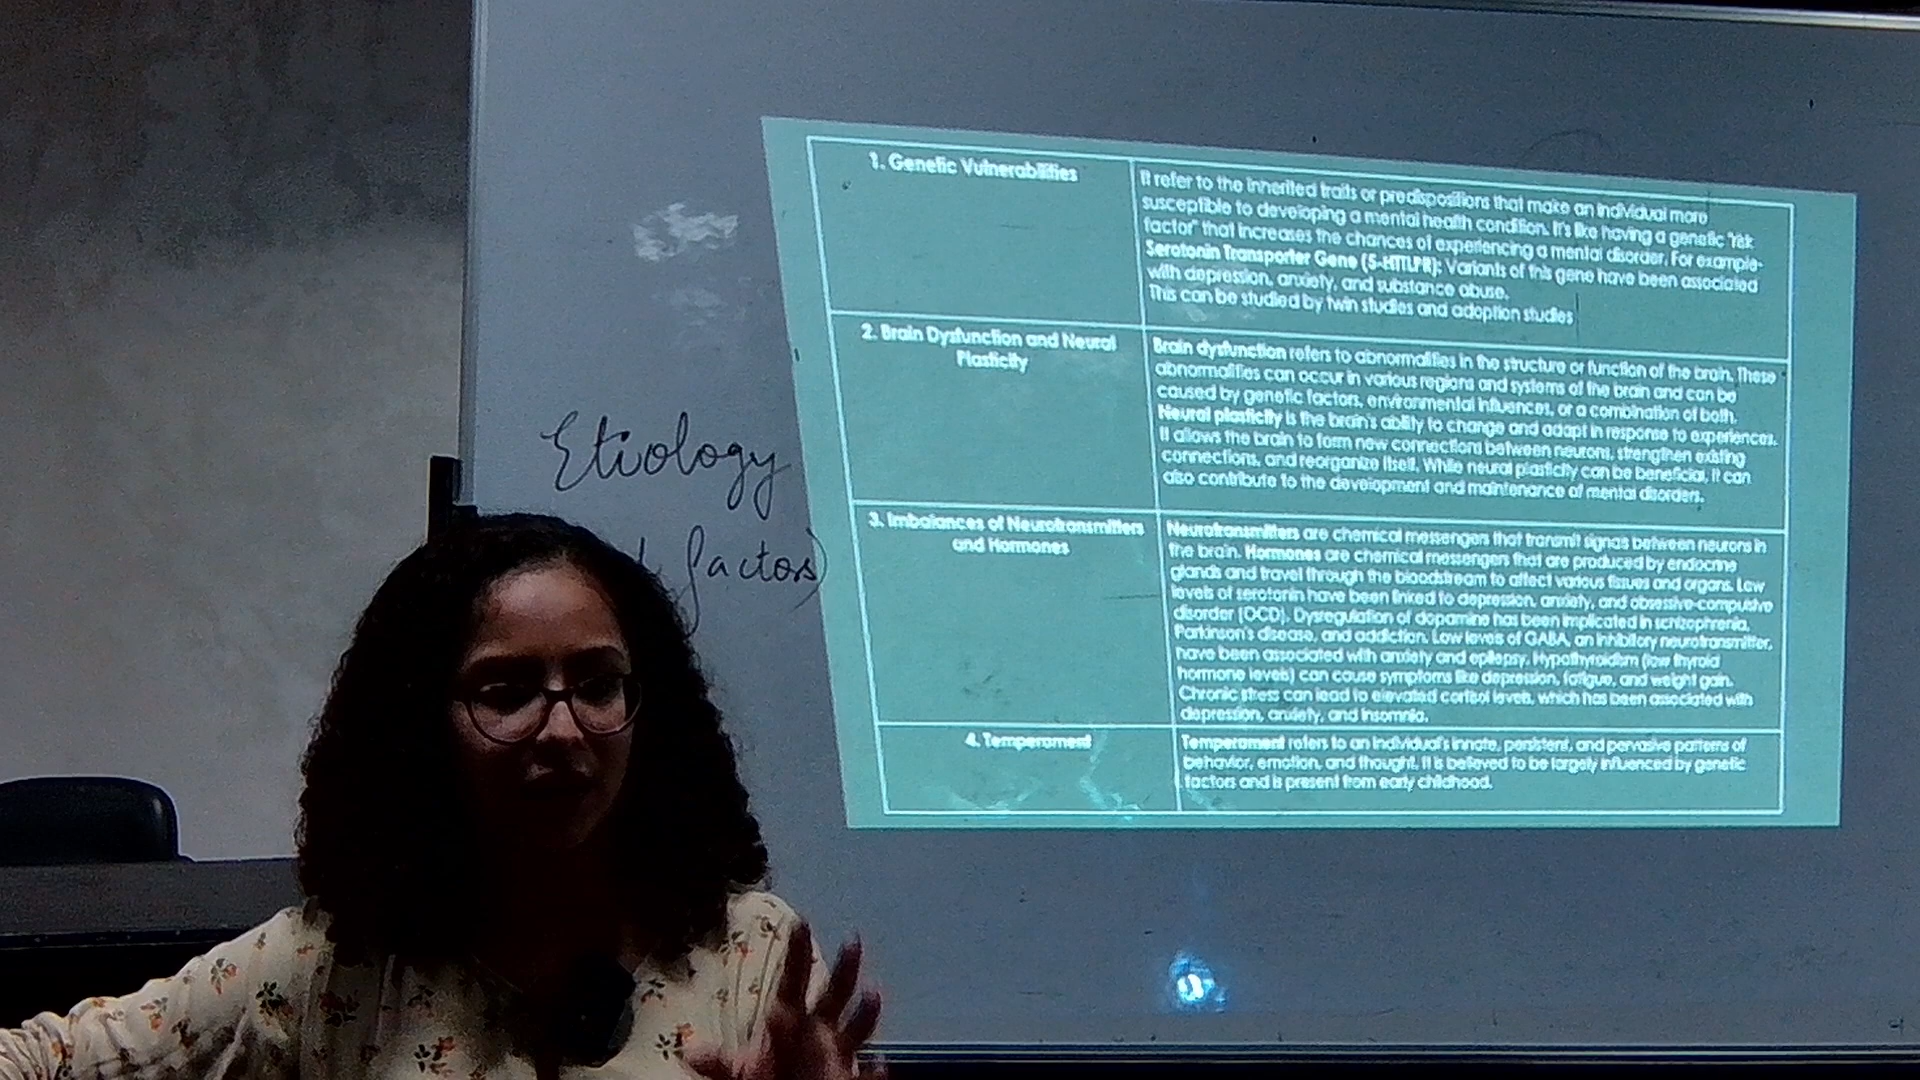 Etiology
factors)
1. Genetic Vulnerabilities
It refer to the inherited traits or predispositions that make an individual more
susceptible to developing a mental health condition. It's like having a genetic "risk
factor" that increases the chances of experiencing a mental disorder. For example-
Serotonin Transporter Gene (5-HTTLPR): Variants of this gene have been associated
with depression, anxiety, and substance abuse.
This can be studied by twin studies and adoption studies
2. Brain Dysfunction and Neural
Plasticity
Brain dysfunction refers to abnormalities in the structure or function of the brain. These
abnormalities can occur in various regions and systems of the brain and can be
caused by genetic factors, environmental influences, or a combination of both.
Neural plasticity is the brain's ability to change and adapt in response to experiences.
It allows the brain to form new connections between neurons, strengthen existing
connections, and reorganize itself. While neural plasticity can be beneficial, it can
also contribute to the development and maintenance of mental disorders.
3. Imbalances of Neurotransmitters
and Hormones
Neurotransmitters are chemical messengers that transmit signals between neurons in
the brain. Hormones are chemical messengers that are produced by endocrine
glands and travel through the bloodstream to affect various tissues and organs. Low
levels of serotonin have been linked to depression, anxiety, and obsessive-compulsive
disorder (OCD). Dysregulation of dopamine has been implicated in schizophrenia,
Parkinson's disease, and addiction. Low levels of GABA, an inhibitory neurotransmitter,
have been associated with anxiety and epilepsy. Hypothyroidism (low thyroid
hormone levels) can cause symptoms like depression, fatigue, and weight gain.
Chronic stress can lead to elevated cortisol levels, which has been associated with
depression, anxiety, and insomnia.
4. Temperament
Temperament refers to an individual's innate, persistent, and pervasive patterns of
behavior, emotion, and thought. It is believed to be largely influenced by genetic
factors and is present from early childhood.